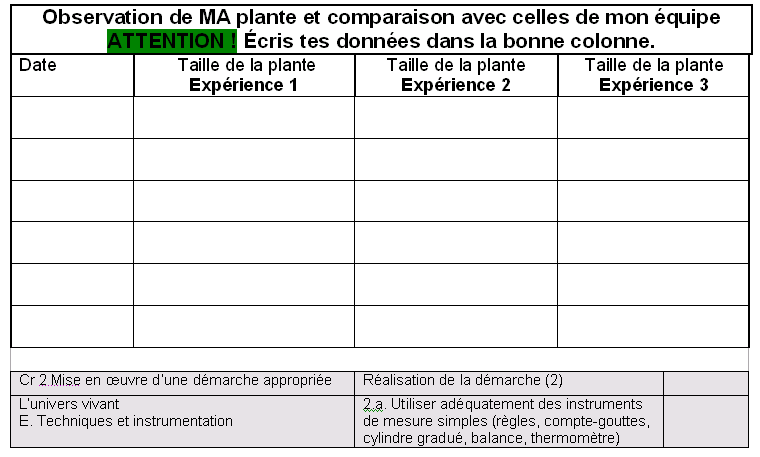 Observation de MA plante et comparaison avec celles de mon équipe
ATTENTION ! Écris tes données dans la bonne colonne.
Date
Taille de la plante
Expérience 1
Taille de la plante
Expérience 2
Taille de la plante
Expérience 3
Cr 2.Mise en œuvre d'une démarche appropriée
Réalisation de la démarche (2)
L'univers vivant
E. Techniques et instrumentation
2.a. Utiliser adéquatement des instruments
de mesure simples (règles, compte-gouttes,
cylindre gradué, balance, thermomètre)